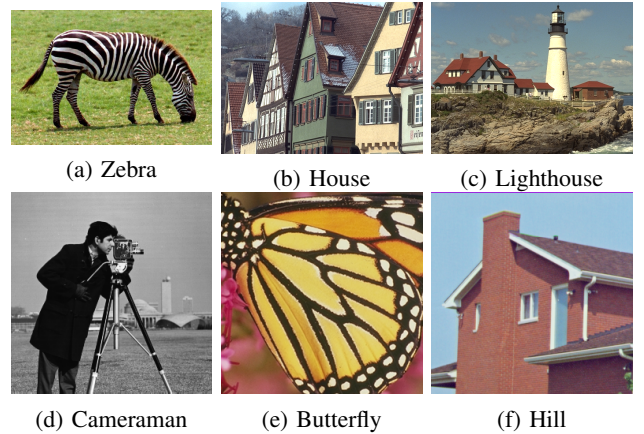 (a) Zebra
(b) House
(c) Lighthouse
(d) Cameraman
(e) Butterfly
(f) Hill